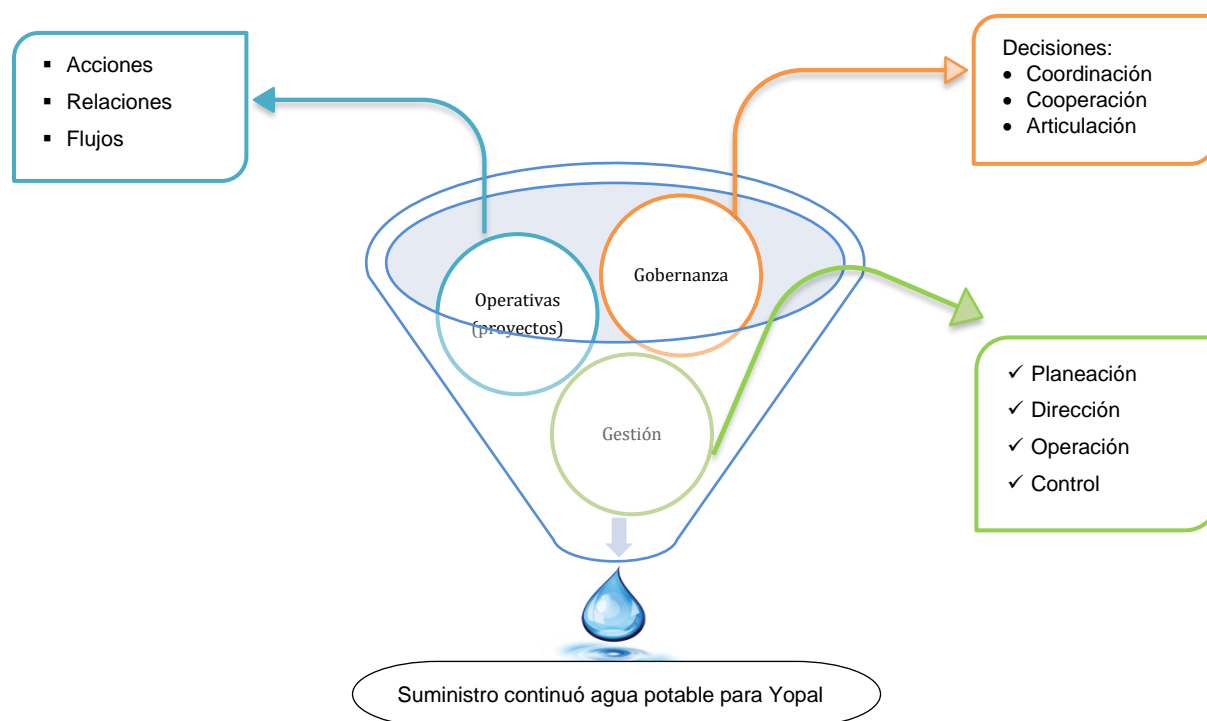 ▪ Acciones
▪ Relaciones
▪ Flujos
Decisiones:
• Coordinación
• Cooperación
• Articulación
Gobernanza
Operativas
(proyectos)
Gestión
✓ Planeación
✓ Dirección
✓ Operación
✓ Control
Suministro continuó agua potable para Yopal